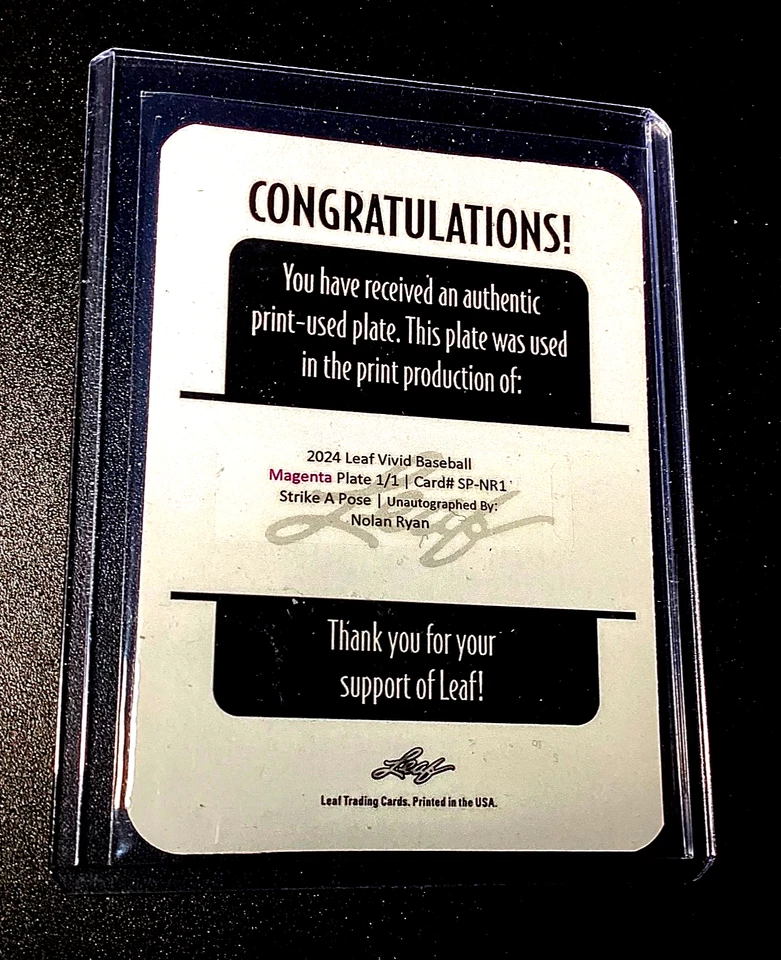 CONGRATULATIONS!
You have received an authentic
print-used plate. This plate was used
in the print production of:
2024 Leaf Vivid Baseball
Magenta Plate 1/1 | Card# SP-NR1
Strike A Pose | Unautographed By:
Nolan Ryan
Leaf
Thank you for your
support of Leaf!
Leaf
Leaf Trading Cards. Printed in the USA.